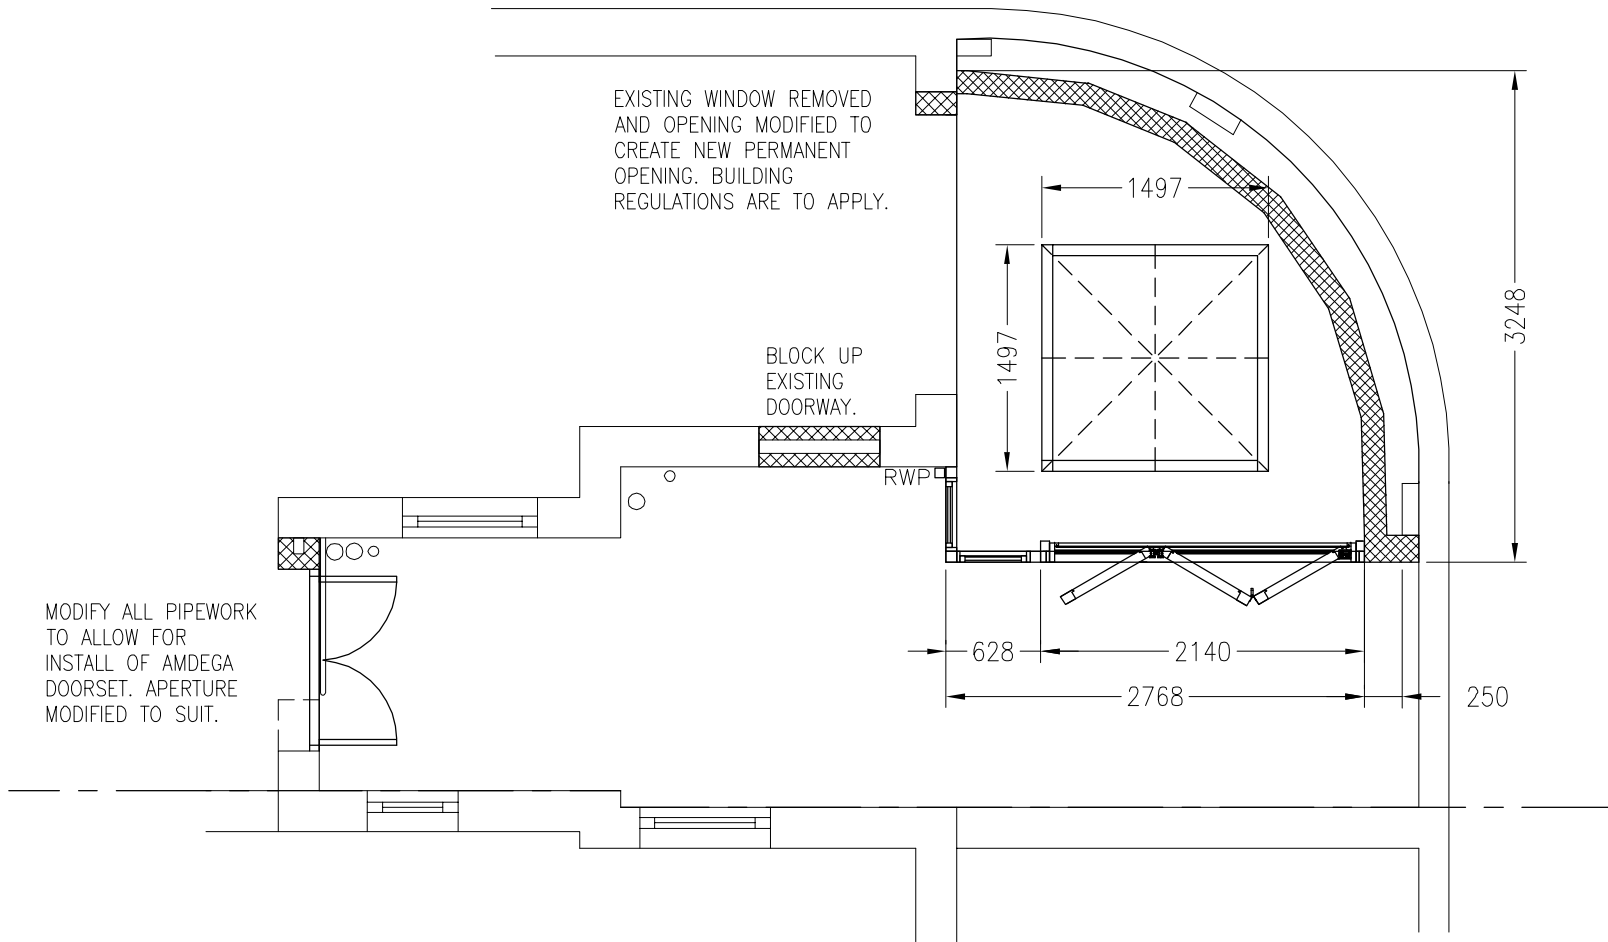 EXISTING WINDOW REMOVED
AND OPENING MODIFIED TO
CREATE NEW PERMANENT
OPENING. BUILDING
REGULATIONS ARE TO APPLY.
1497
1497
3248
BLOCK UP
EXISTING
DOORWAY.
RWP
MODIFY ALL PIPEWORK
TO ALLOW FOR
INSTALL OF AMDEGA
DOORSET. APERTURE
MODIFIED TO SUIT.
628
2140
2768
250